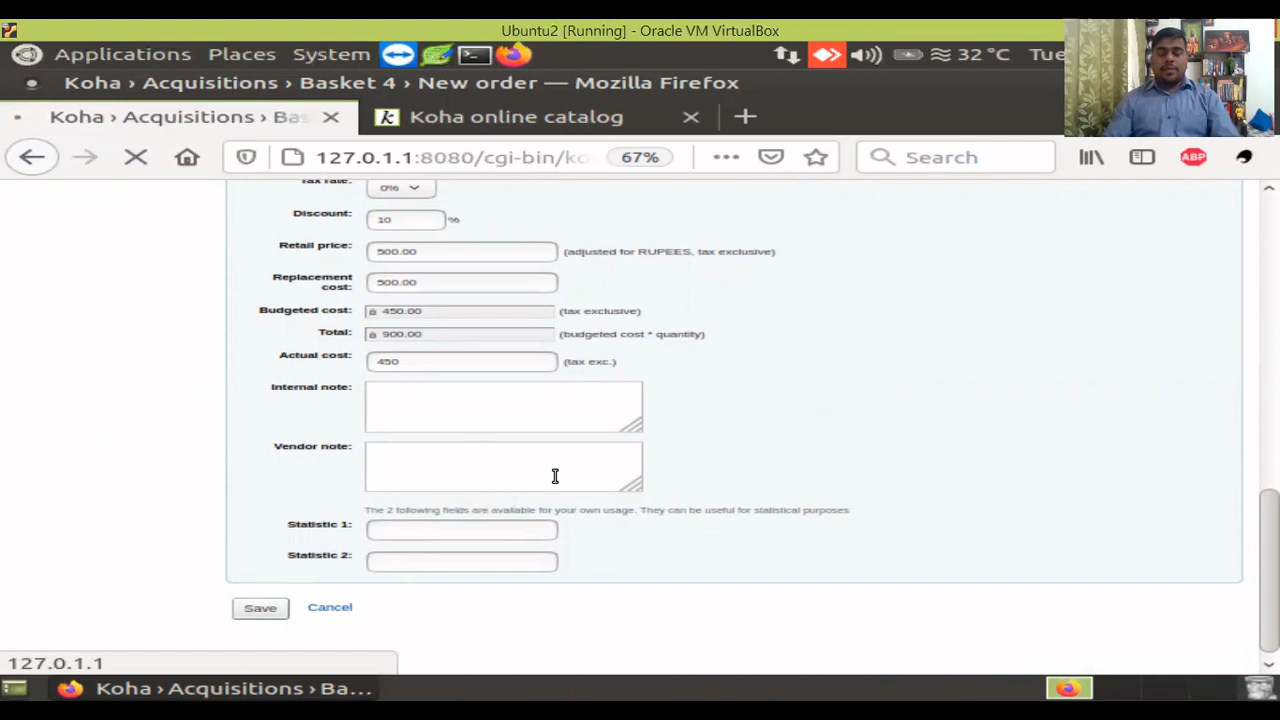 Ubuntu2 [Running] - Oracle VM VirtualBox
Applications Places System 32 °C Tue
Koha › Acquisitions › Basket 4 › New order — Mozilla Firefox
Koha › Acquisitions › Bas
k Koha online catalog
127.0.1.1:8080/cgi-bin/ko 67% Search ABP
Tax rate: 0%
Discount: 10 %
Retail price: 500.00 (adjusted for RUPEES, tax exclusive)
Replacement cost: 500.00
Budgeted cost: 450.00 (tax exclusive)
Total: 900.00 (budgeted cost * quantity)
Actual cost: 450 (tax exc.)
Internal note:
Vendor note:
The 2 following fields are available for your own usage. They can be useful for statistical purposes
Statistic 1:
Statistic 2:
Save Cancel
127.0.1.1
Koha › Acquisitions › Ba...